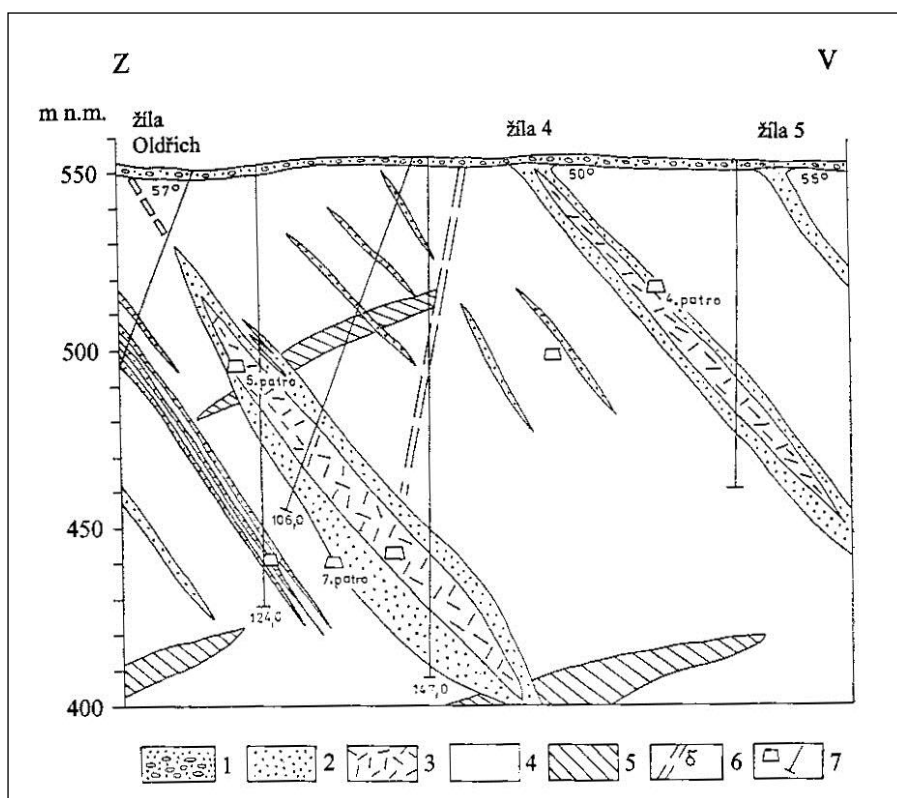 Z V
m n.m.
žíla
Oldřich
žíla 4
žíla 5
550
57°
50°
55°
4.patro
500
5.patro
450
106,0
7.patro
124,0
147,0
400
1 2 3 4 5 6 7